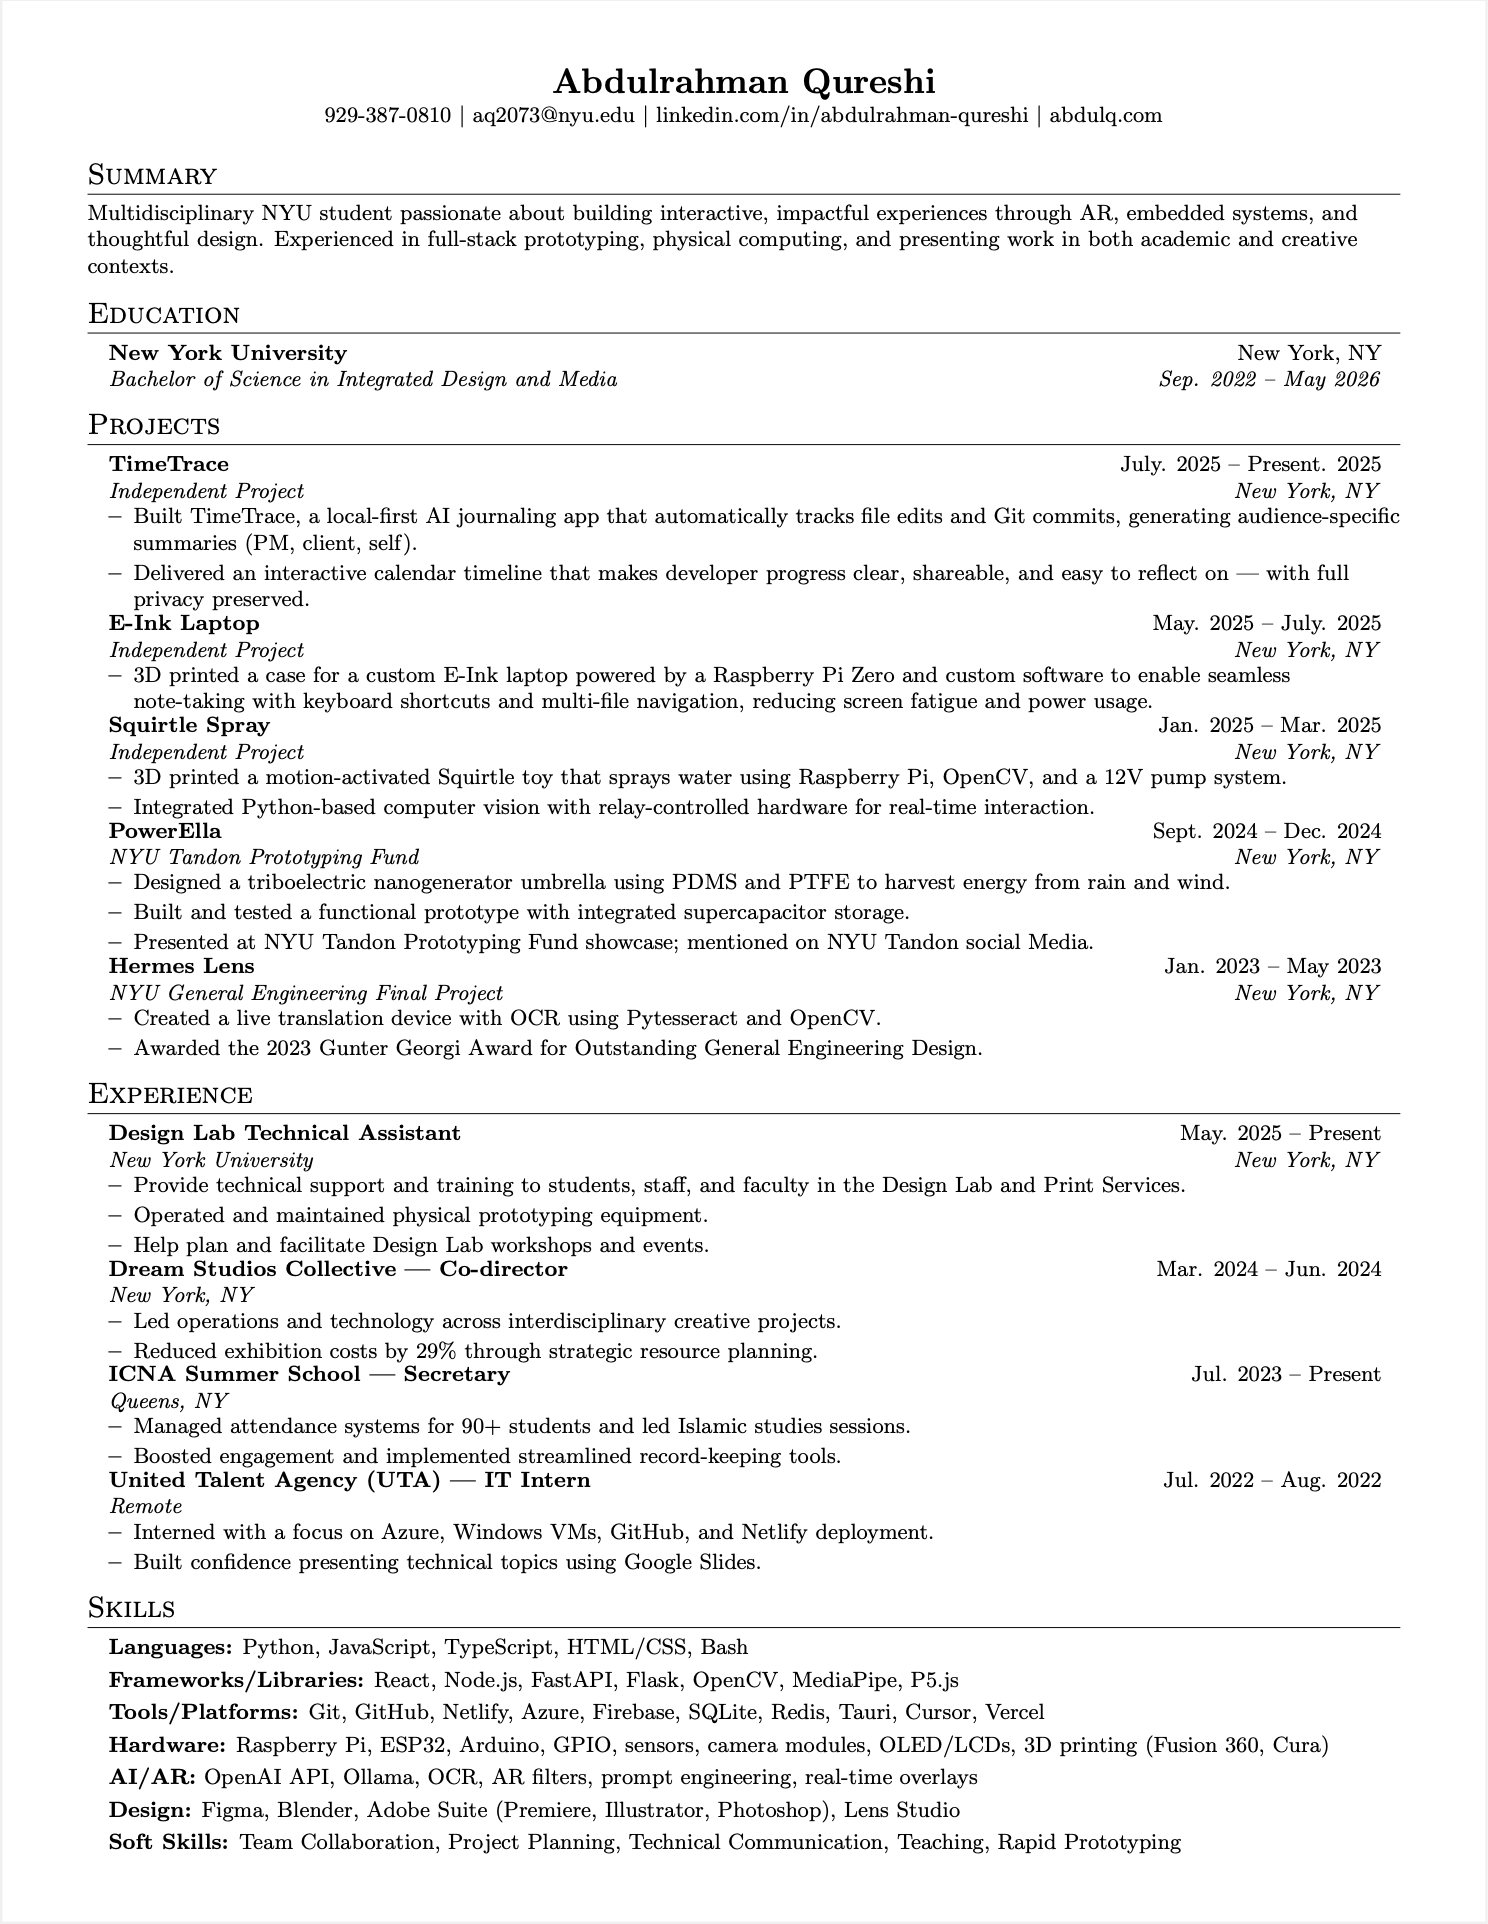 Abdulrahman Qureshi
929-387-0810 | aq2073@nyu.edu | linkedin.com/in/abdulrahman-qureshi | abdulq.com
Summary
Multidisciplinary NYU student passionate about building interactive, impactful experiences through AR, embedded systems, and
thoughtful design. Experienced in full-stack prototyping, physical computing, and presenting work in both academic and creative
contexts.
Education
New York University New York, NY
Bachelor of Science in Integrated Design and Media Sep. 2022 – May 2026
Projects
TimeTrace July. 2025 – Present. 2025
Independent Project New York, NY
– Built TimeTrace, a local-first AI journaling app that automatically tracks file edits and Git commits, generating audience-specific
summaries (PM, client, self).
– Delivered an interactive calendar timeline that makes developer progress clear, shareable, and easy to reflect on — with full
privacy preserved.
E-Ink Laptop May. 2025 – July. 2025
Independent Project New York, NY
– 3D printed a case for a custom E-Ink laptop powered by a Raspberry Pi Zero and custom software to enable seamless
note-taking with keyboard shortcuts and multi-file navigation, reducing screen fatigue and power usage.
Squirtle Spray Jan. 2025 – Mar. 2025
Independent Project New York, NY
– 3D printed a motion-activated Squirtle toy that sprays water using Raspberry Pi, OpenCV, and a 12V pump system.
– Integrated Python-based computer vision with relay-controlled hardware for real-time interaction.
PowerElla Sept. 2024 – Dec. 2024
NYU Tandon Prototyping Fund New York, NY
– Designed a triboelectric nanogenerator umbrella using PDMS and PTFE to harvest energy from rain and wind.
– Built and tested a functional prototype with integrated supercapacitor storage.
– Presented at NYU Tandon Prototyping Fund showcase; mentioned on NYU Tandon social Media.
Hermes Lens Jan. 2023 – May 2023
NYU General Engineering Final Project New York, NY
– Created a live translation device with OCR using Pytesseract and OpenCV.
– Awarded the 2023 Gunter Georgi Award for Outstanding General Engineering Design.
Experience
Design Lab Technical Assistant May. 2025 – Present
New York University New York, NY
– Provide technical support and training to students, staff, and faculty in the Design Lab and Print Services.
– Operated and maintained physical prototyping equipment.
– Help plan and facilitate Design Lab workshops and events.
Dream Studios Collective — Co-director Mar. 2024 – Jun. 2024
New York, NY
– Led operations and technology across interdisciplinary creative projects.
– Reduced exhibition costs by 29% through strategic resource planning.
ICNA Summer School — Secretary Jul. 2023 – Present
Queens, NY
– Managed attendance systems for 90+ students and led Islamic studies sessions.
– Boosted engagement and implemented streamlined record-keeping tools.
United Talent Agency (UTA) — IT Intern Jul. 2022 – Aug. 2022
Remote
– Interned with a focus on Azure, Windows VMs, GitHub, and Netlify deployment.
– Built confidence presenting technical topics using Google Slides.
Skills
Languages: Python, JavaScript, TypeScript, HTML/CSS, Bash
Frameworks/Libraries: React, Node.js, FastAPI, Flask, OpenCV, MediaPipe, P5.js
Tools/Platforms: Git, GitHub, Netlify, Azure, Firebase, SQLite, Redis, Tauri, Cursor, Vercel
Hardware: Raspberry Pi, ESP32, Arduino, GPIO, sensors, camera modules, OLED/LCDs, 3D printing (Fusion 360, Cura)
AI/AR: OpenAI API, Ollama, OCR, AR filters, prompt engineering, real-time overlays
Design: Figma, Blender, Adobe Suite (Premiere, Illustrator, Photoshop), Lens Studio
Soft Skills: Team Collaboration, Project Planning, Technical Communication, Teaching, Rapid Prototyping